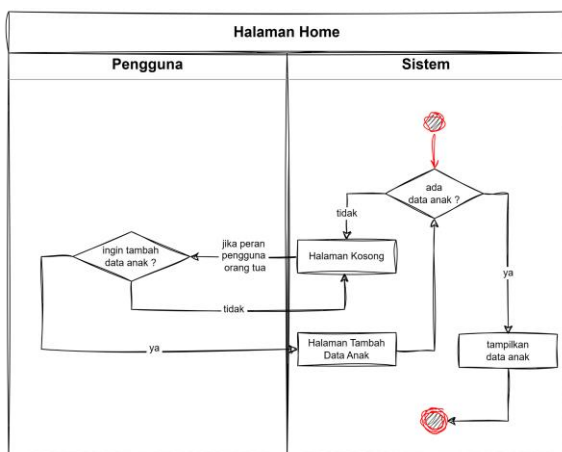 Halaman Home
Pengguna
Sistem
ada
data anak ?
tidak
ya
ingin tambah
data anak ?
jika peran
pengguna
orang tua
Halaman Kosong
tidak
ya
Halaman Tambah
Data Anak
tampilkan
data anak